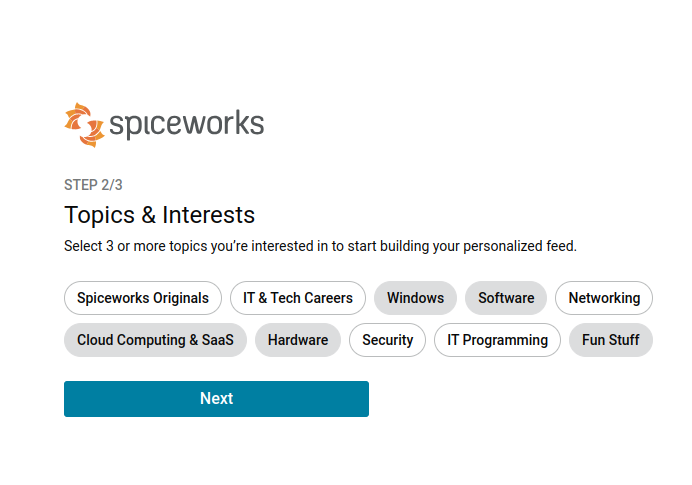 spiceworks
STEP 2/3
Topics & Interests
Select 3 or more topics you’re interested in to start building your personalized feed.
Spiceworks Originals IT & Tech Careers Windows Software Networking
Cloud Computing & SaaS Hardware Security IT Programming Fun Stuff
Next